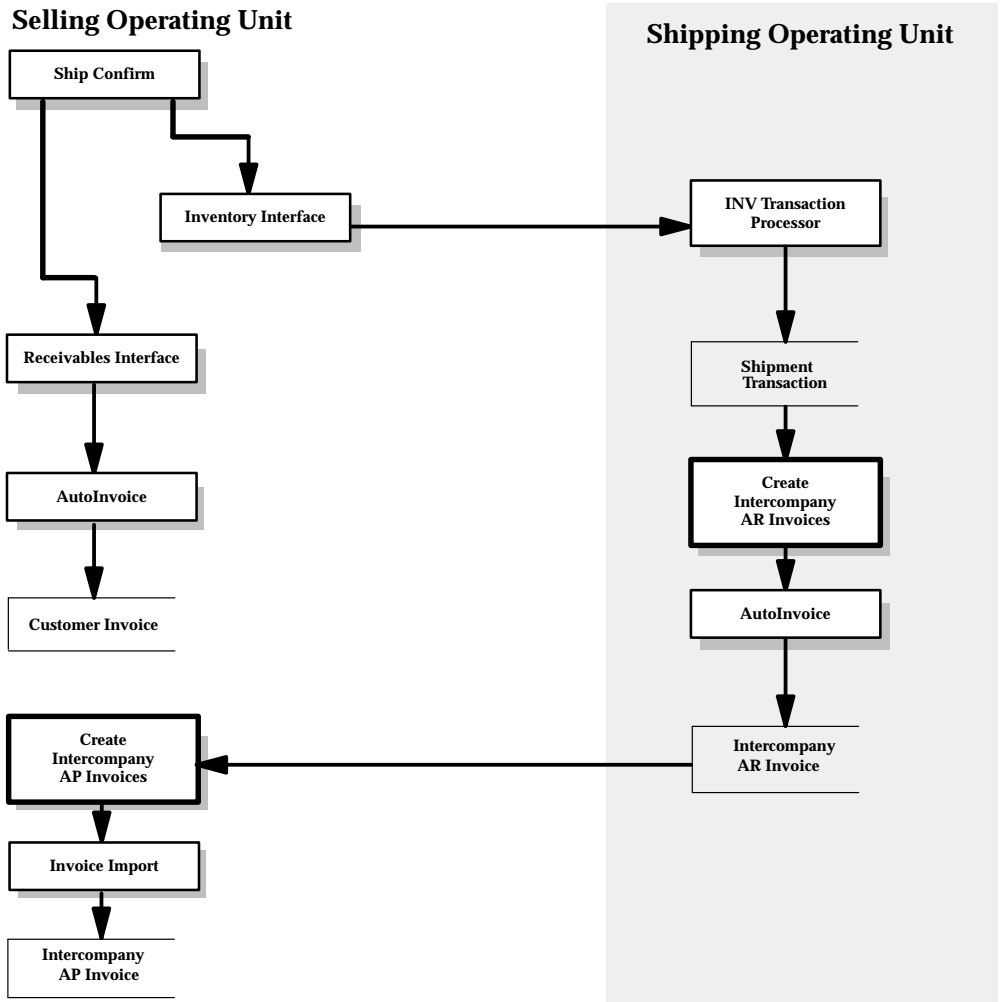 Selling Operating Unit
Shipping Operating Unit
Ship Confirm
Inventory Interface
INV Transaction
Processor
Receivables Interface
Shipment
Transaction
AutoInvoice
Create
Intercompany
AR Invoices
Customer Invoice
AutoInvoice
Create
Intercompany
AP Invoices
Intercompany
AR Invoice
Invoice Import
Intercompany
AP Invoice